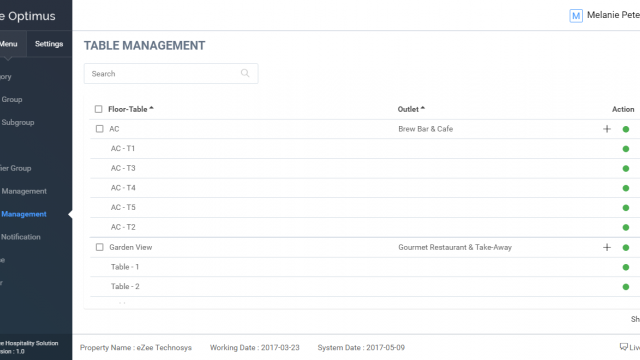 e Optimus
M Melanie Pete
Menu Settings
TABLE MANAGEMENT
Search
gory
Group
Subgroup
ier Group
Management
Management
Notification
e
r
e Hospitality Solution
sion : 1.0
Floor-Table Outlet Action
AC Brew Bar & Cafe
AC - T1
AC - T3
AC - T4
AC - T5
AC - T2
Garden View Gourmet Restaurant & Take-Away
Table - 1
Table - 2
Sh
Property Name : eZee Technosys Working Date : 2017-03-23 System Date : 2017-05-09 Liv